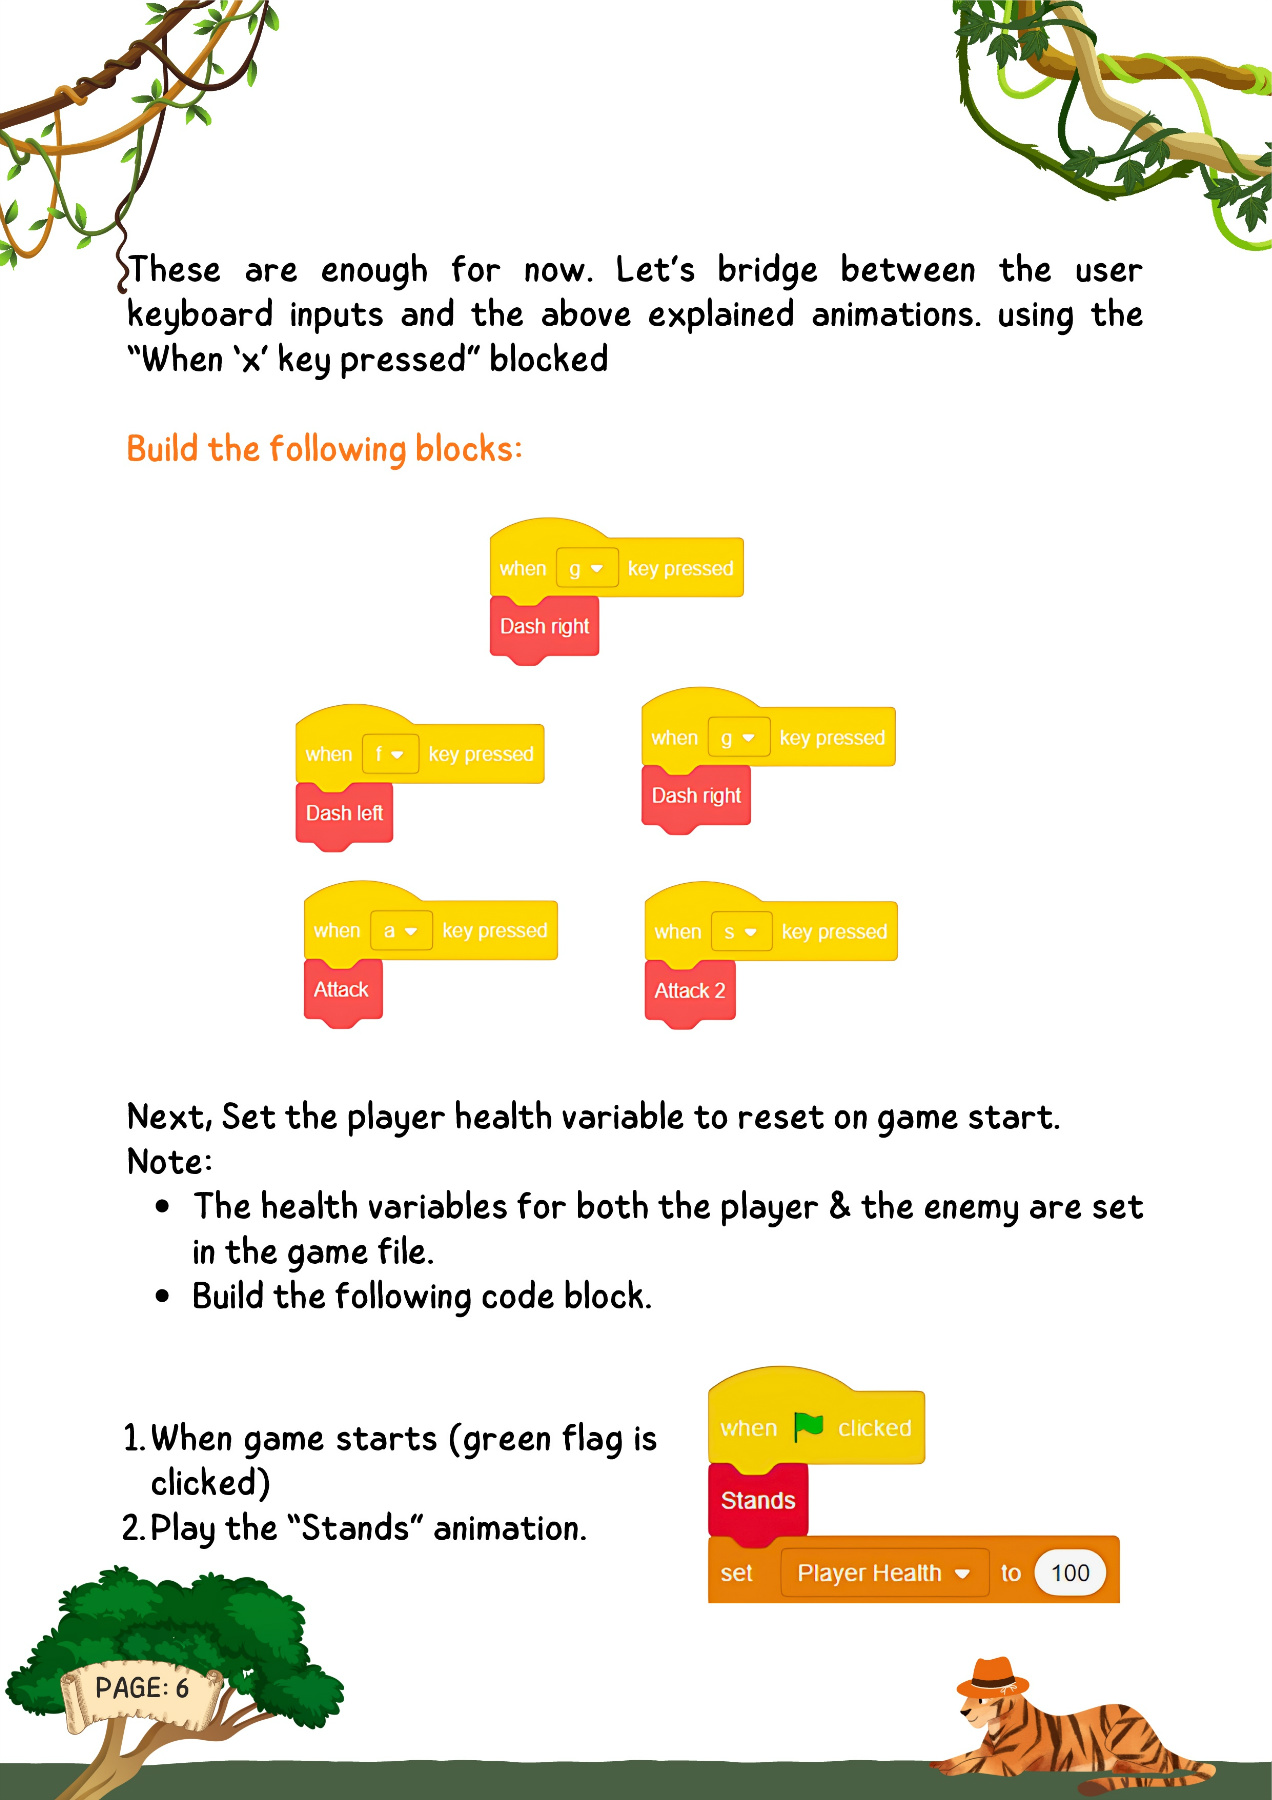 These are enough for now. Let's bridge between the user
keyboard inputs and the above explained animations. using the
"When 'x' key pressed" blocked
Build the following blocks:
when g key pressed
Dash right
when f key pressed
Dash left
when g key pressed
Dash right
when a key pressed
Attack
when s key pressed
Attack 2
Next, Set the player health variable to reset on game start.
Note:
• The health variables for both the player & the enemy are set
in the game file.
• Build the following code block.
1. When game starts (green flag is
clicked)
2. Play the "Stands" animation.
when clicked
Stands
set Player Health to 100
PAGE: 6